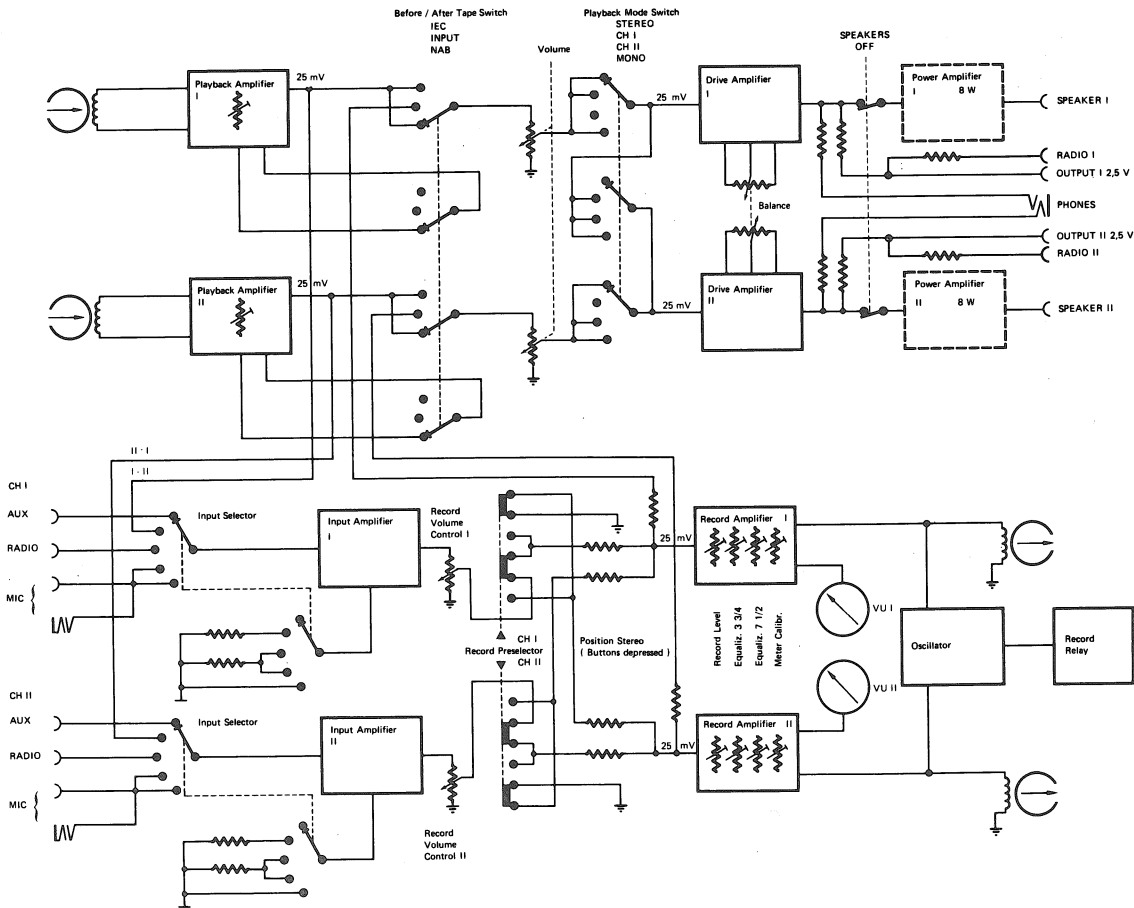 Before / After Tape Switch
IEC
INPUT
NAB
Playback Mode Switch
STEREO
CH I
CH II
MONO
Volume
SPEAKERS
OFF
Playback Amplifier
I
25 mV
25 mV
Drive Amplifier
I
Power Amplifier
I 8 W
SPEAKER I
RADIO I
OUTPUT I 2,5 V
PHONES
Balance
OUTPUT II 2,5 V
RADIO II
Playback Amplifier
II
25 mV
25 mV
Drive Amplifier
II
Power Amplifier
II 8 W
SPEAKER II
II - I
I - II
CH I
AUX
RADIO
MIC
Input Selector
Input Amplifier
I
Record
Volume
Control I
25 mV
Record Amplifier I
VU I
Record Level
Equaliz. 3 3/4
Equaliz. 7 1/2
Meter Calibr.
CH I
Record Preselector
CH II
Position Stereo
( Buttons depressed )
Oscillator
Record
Relay
VU II
CH II
AUX
RADIO
MIC
Input Selector
Input Amplifier
II
25 mV
Record Amplifier II
Record
Volume
Control II